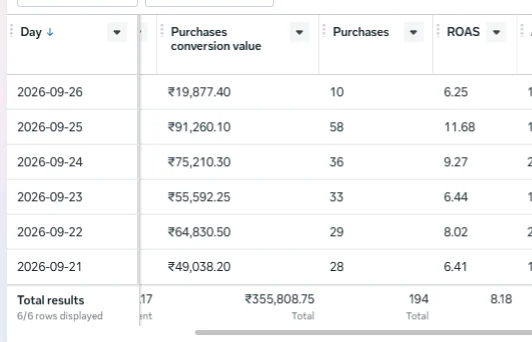 Day ↓ Purchases conversion value Purchases ROAS
2026-09-26 ₹19,877.40 10 6.25
2026-09-25 ₹91,260.10 58 11.68
2026-09-24 ₹75,210.30 36 9.27
2026-09-23 ₹55,592.25 33 6.44
2026-09-22 ₹64,830.50 29 8.02
2026-09-21 ₹49,038.20 28 6.41
Total results .17 ₹355,808.75 194 8.18
6/6 rows displayed ent Total Total